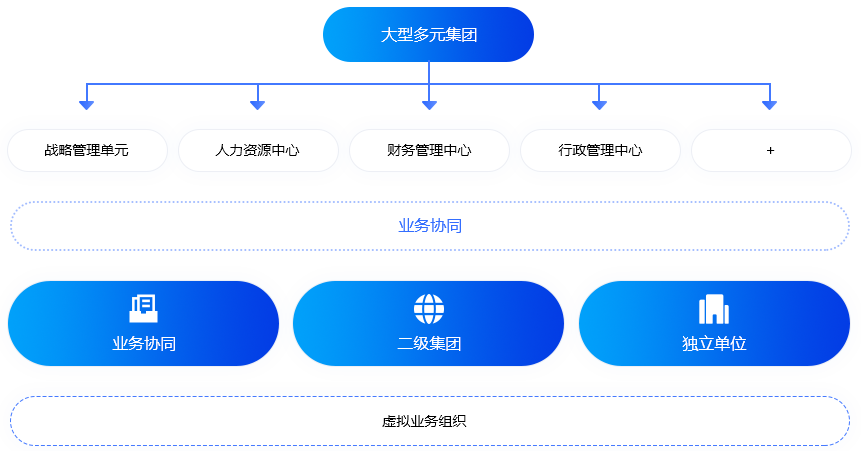 大型多元集团
战略管理单元
人力资源中心
财务管理中心
行政管理中心
+
业务协同
业务协同
二级集团
独立单位
虚拟业务组织